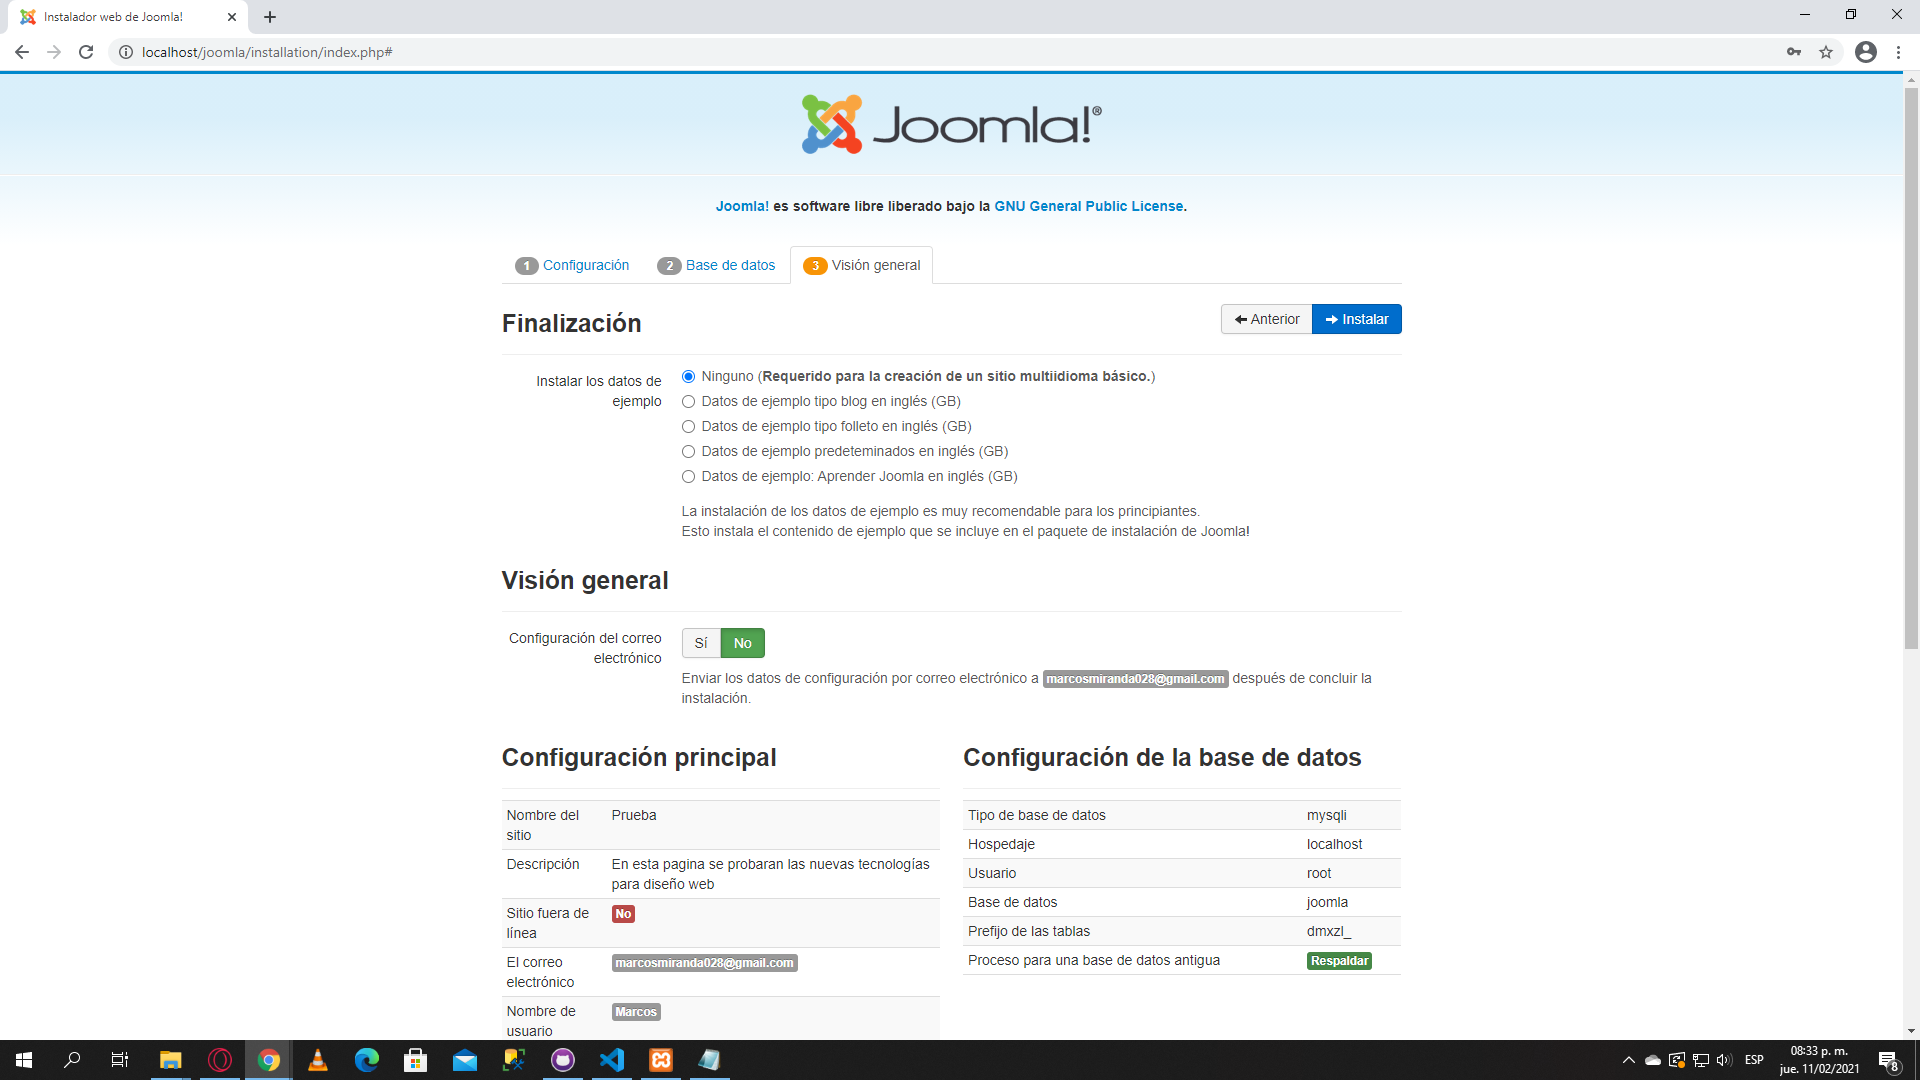 Instalador web de Joomla!
localhost/joomla/installation/index.php#
Joomla!®
Joomla! es software libre liberado bajo la GNU General Public License.
1 Configuración 2 Base de datos 3 Visión general
Finalización
Anterior Instalar
Instalar los datos de
ejemplo
Ninguno (Requerido para la creación de un sitio multiidioma básico.)
Datos de ejemplo tipo blog en inglés (GB)
Datos de ejemplo tipo folleto en inglés (GB)
Datos de ejemplo predeteminados en inglés (GB)
Datos de ejemplo: Aprender Joomla en inglés (GB)
La instalación de los datos de ejemplo es muy recomendable para los principiantes.
Esto instala el contenido de ejemplo que se incluye en el paquete de instalación de Joomla!
Visión general
Configuración del correo
electrónico
Sí No
Enviar los datos de configuración por correo electrónico a marcosmiranda028@gmail.com después de concluir la
instalación.
Configuración principal
Nombre del
sitio
Prueba
Descripción
En esta pagina se probaran las nuevas tecnologías
para diseño web
Sitio fuera de
línea
No
El correo
electrónico
marcosmiranda028@gmail.com
Nombre de
usuario
Marcos
Configuración de la base de datos
Tipo de base de datos mysqli
Hospedaje localhost
Usuario root
Base de datos joomla
Prefijo de las tablas dmxzl_
Proceso para una base de datos antigua Respaldar
ESP
08:33 p. m.
jue. 11/02/2021
8